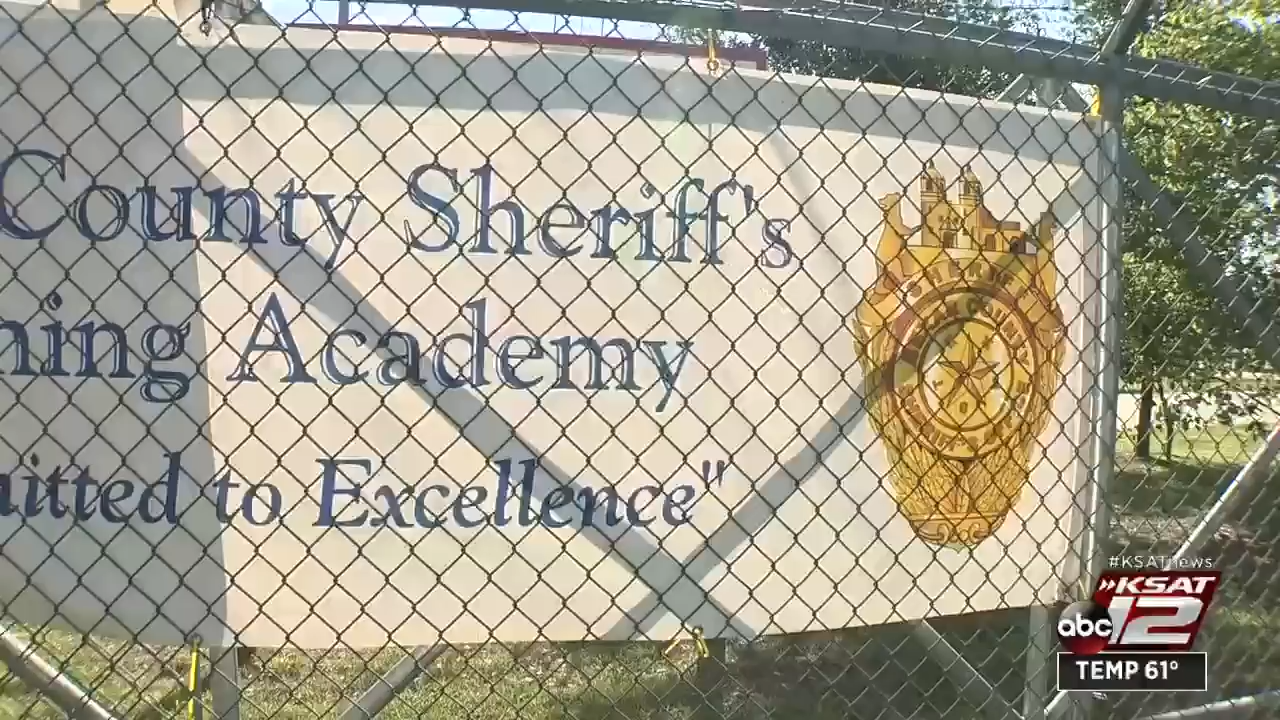 County Sheriff's
ning Academy
itted to Excellence"
#KSATnews
»KSAT
abc 12
TEMP 61°